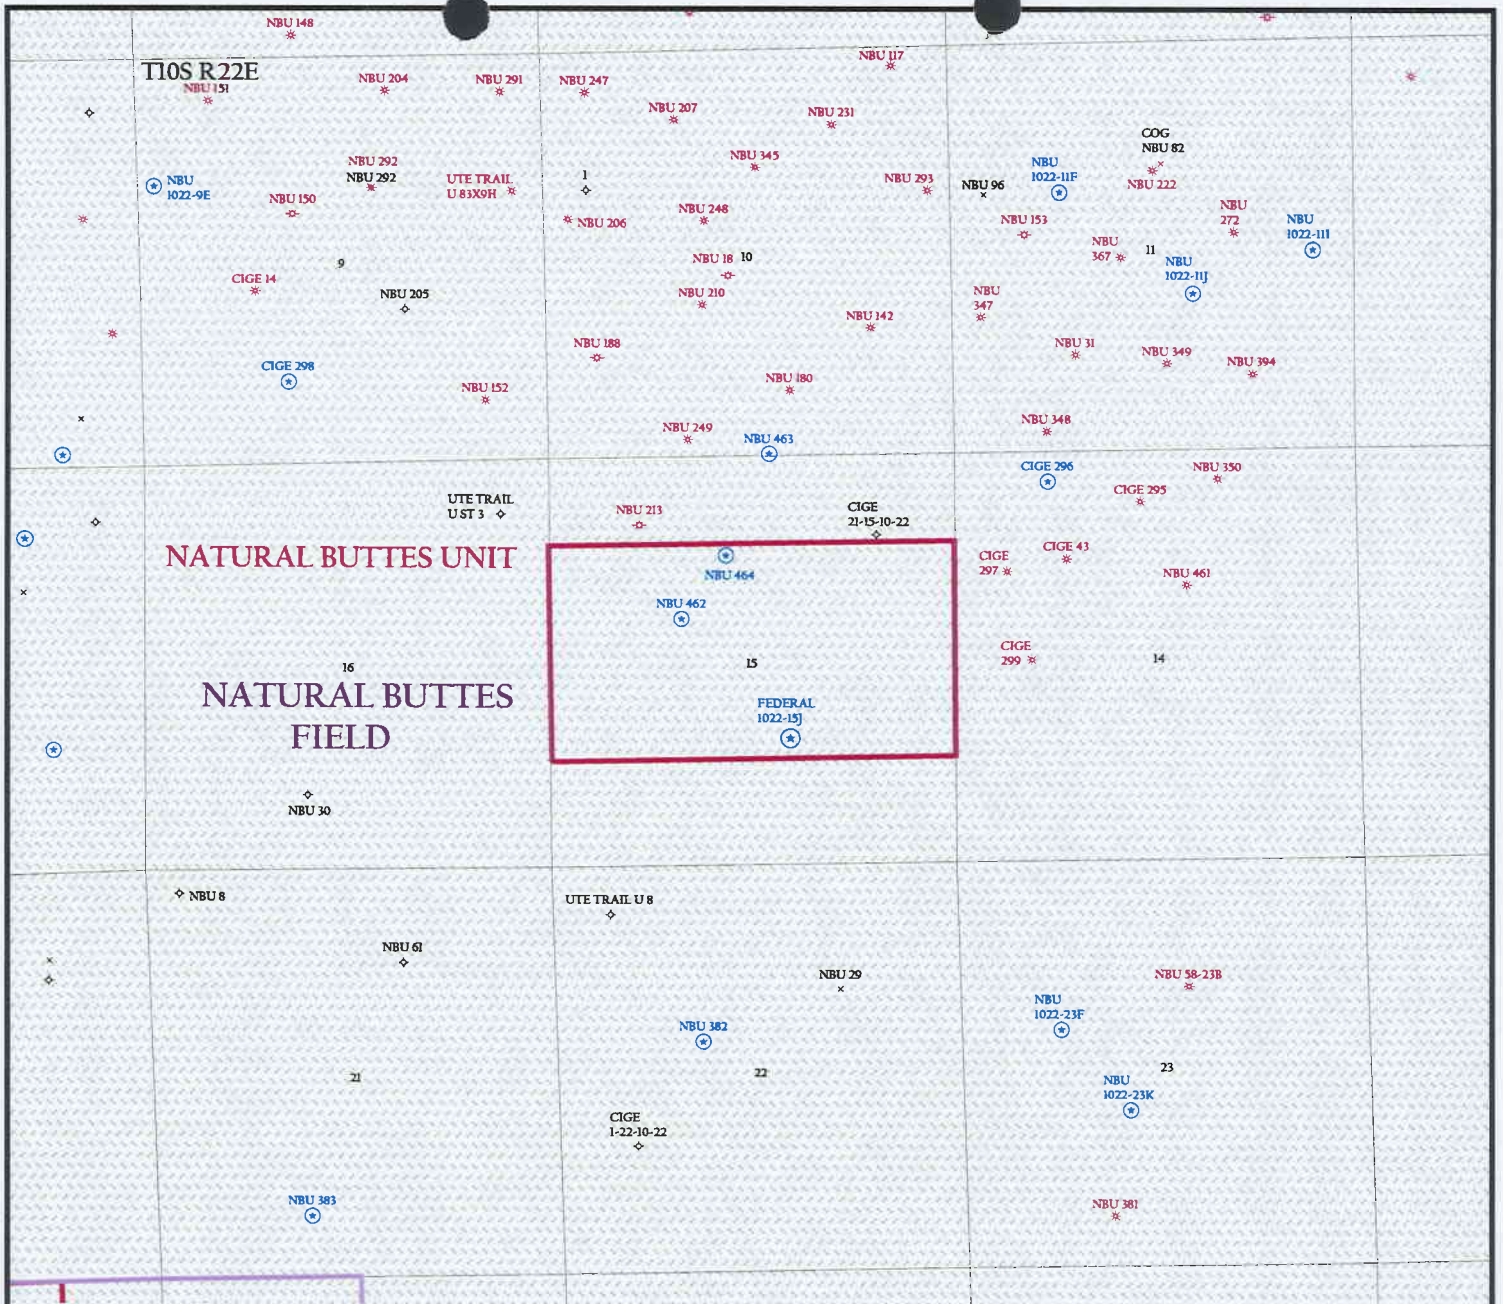 NBU 148
T10S R22E
NBU 151
NBU 204
NBU 291
NBU 247
NBU 117
NBU 207
NBU 231
COG
NBU 82
NBU 345
NBU 292
NBU 292
NBU
1022-9E
UTE TRAIL
U 83X9H
1
NBU 293
NBU 96
NBU
1022-11F
NBU 222
NBU 150
NBU 206
NBU 248
NBU 153
NBU
272
NBU
1022-11I
NBU
367
11
NBU
1022-11J
9
NBU 18
10
CIGE 14
NBU 205
NBU 210
NBU
347
NBU 142
NBU 188
NBU 31
NBU 349
NBU 394
CIGE 298
NBU 152
NBU 180
NBU 249
NBU 463
NBU 348
CIGE 296
NBU 350
CIGE 295
UTE TRAIL
U ST 3
NBU 213
CIGE
21-15-10-22
NATURAL BUTTES UNIT
NBU 464
CIGE
297
CIGE 43
NBU 461
NBU 462
16
15
CIGE
299
14
NATURAL BUTTES
FIELD
FEDERAL
1022-15J
NBU 30
NBU 8
UTE TRAIL U 8
NBU 61
NBU 29
NBU 58-23B
NBU
1022-23F
NBU 382
21
22
23
NBU
1022-23K
CIGE
1-22-10-22
NBU 383
NBU 381